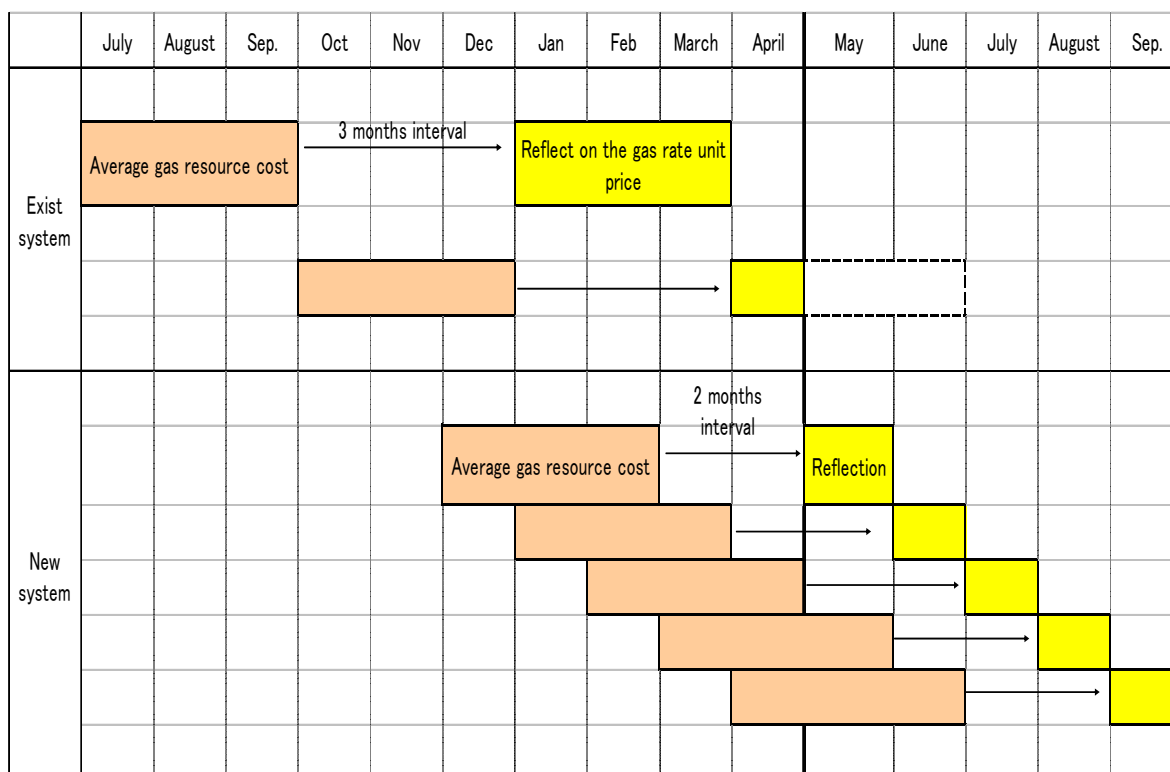 July August Sep. Oct Nov Dec Jan Feb March April May June July August Sep.
Exist
system
Average gas resource cost
3 months interval
Reflect on the gas rate unit
price
New
system
2 months
interval
Average gas resource cost
Reflection